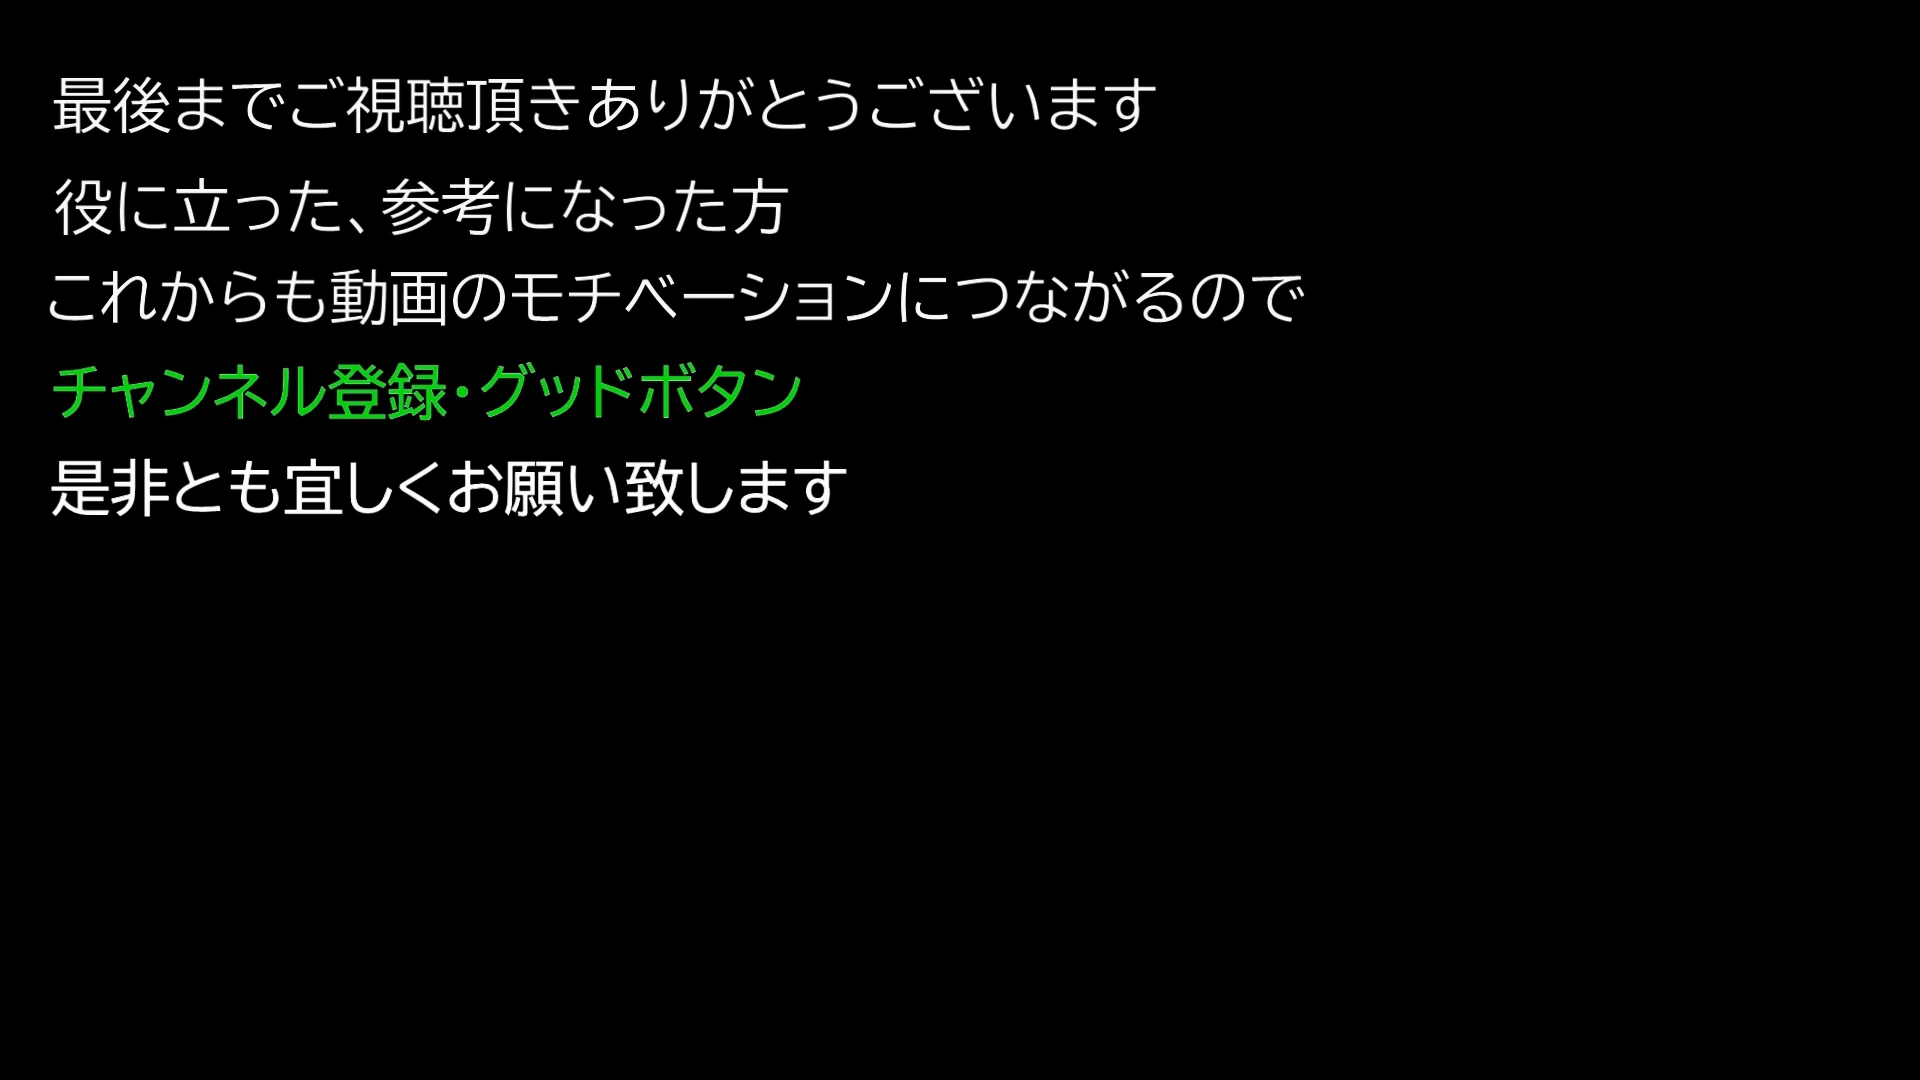 最後までご視聴頂きありがとうございます
役に立った、参考になった方
これからも動画のモチベーションにつながるので
チャンネル登録・グッドボタン
是非とも宜しくお願い致します